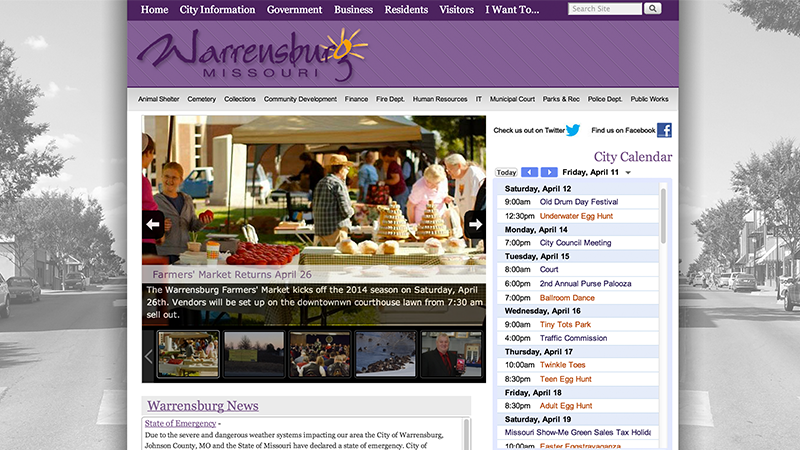 Home City Information Government Business Residents Visitors I Want To...
Search Site
Warrensburg
MISSOURI
Animal Shelter Cemetery Collections Community Development Finance Fire Dept. Human Resources IT Municipal Court Parks & Rec Police Dept. Public Works
Check us out on Twitter
Find us on Facebook
City Calendar
Today Friday, April 11
Saturday, April 12
9:00am Old Drum Day Festival
12:30pm Underwater Egg Hunt
Monday, April 14
7:00pm City Council Meeting
Tuesday, April 15
8:00am Court
6:00pm 2nd Annual Purse Palooza
7:00pm Ballroom Dance
Wednesday, April 16
9:00am Tiny Tots Park
4:00pm Traffic Commission
Thursday, April 17
10:00am Twinkle Toes
8:30pm Teen Egg Hunt
Friday, April 18
8:30pm Adult Egg Hunt
Saturday, April 19
Missouri Show-Me Green Sales Tax Holida
10:00am Easter Eggstravaganza
Farmers' Market Returns April 26
The Warrensburg Farmers' Market kicks off the 2014 season on Saturday, April
26th. Vendors will be set up on the downtownwn courthouse lawn from 7:30 am
sell out.
Warrensburg News
State of Emergency -
Due to the severe and dangerous weather systems impacting our area the City of Warrensburg,
Johnson County, MO and the State of Missouri have declared a state of emergency. City of